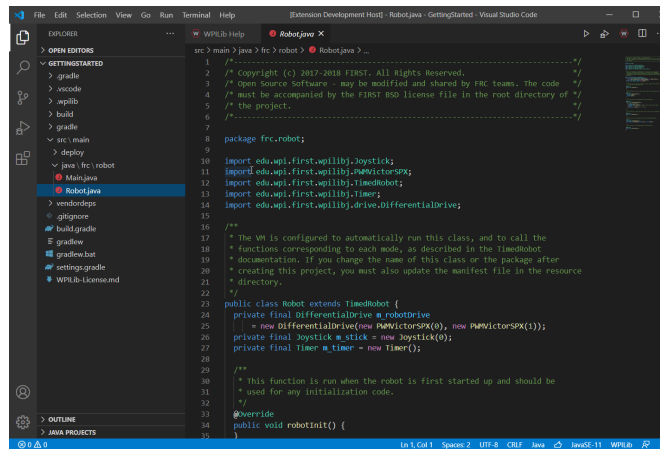 File Edit Selection View Go Run Terminal Help
[Extension Development Host] - Robot.java - GettingStarted - Visual Studio Code
EXPLORER
> OPEN EDITORS
GETTINGSTARTED
> .gradle
> .vscode
> .wpilib
> build
> gradle
src \ main
> deploy
java \ frc \ robot
Main.java
Robot.java
> vendordeps
.gitignore
build.gradle
gradlew
gradlew.bat
settings.gradle
WPILib-License.md
> OUTLINE
> JAVA PROJECTS
WPILib Help
Robot.java
src > main > java > frc > robot > Robot.java > ...
1 /*----------------------------------------------------------------------------*/
2 /* Copyright (c) 2017-2018 FIRST. All Rights Reserved. */
3 /* Open Source Software - may be modified and shared by FRC teams. The code */
4 /* must be accompanied by the FIRST BSD license file in the root directory of */
5 /* the project. */
6 /*----------------------------------------------------------------------------*/
7
8 package frc.robot;
9
10 import edu.wpi.first.wpilibj.Joystick;
11 import edu.wpi.first.wpilibj.PWMVictorSPX;
12 import edu.wpi.first.wpilibj.TimedRobot;
13 import edu.wpi.first.wpilibj.Timer;
14 import edu.wpi.first.wpilibj.drive.DifferentialDrive;
15
16 /**
17 * The VM is configured to automatically run this class, and to call the
18 * functions corresponding to each mode, as described in the TimedRobot
19 * documentation. If you change the name of this class or the package after
20 * creating this project, you must also update the manifest file in the resource
21 * directory.
22 */
23 public class Robot extends TimedRobot {
24 private final DifferentialDrive m_robotDrive
25 = new DifferentialDrive(new PWMVictorSPX(0), new PWMVictorSPX(1));
26 private final Joystick m_stick = new Joystick(0);
27 private final Timer m_timer = new Timer();
28
29 /**
30 * This function is run when the robot is first started up and should be
31 * used for any initialization code.
32 */
33 @Override
34 public void robotInit() {
35 }
0 0
Ln 1, Col 1 Spaces: 2 UTF-8 CRLF Java JavaSE-11 WPILib